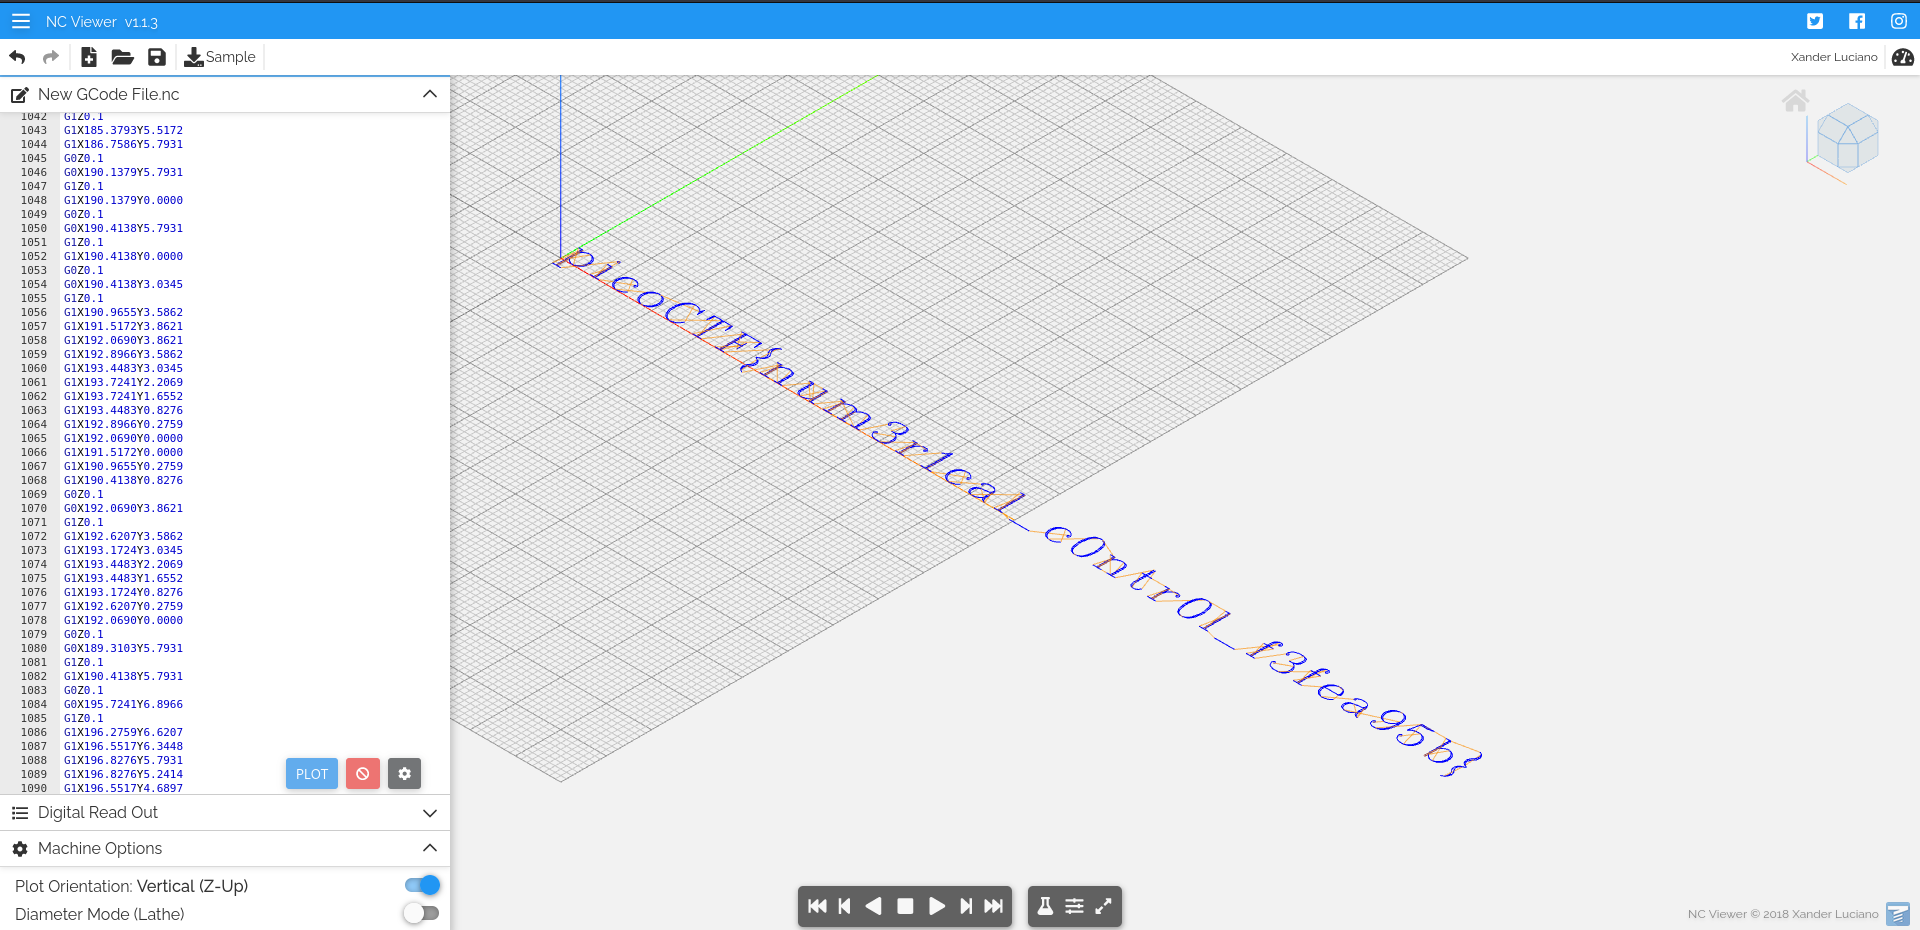 NC Viewer v1.1.3
Sample
Xander Luciano
New GCode File.nc
1042 G1Z0.1
1043 G1X185.3793Y5.5172
1044 G1X186.7586Y5.7931
1045 G0Z0.1
1046 G0X190.1379Y5.7931
1047 G1Z0.1
1048 G1X190.1379Y0.0000
1049 G0Z0.1
1050 G0X190.4138Y5.7931
1051 G1Z0.1
1052 G1X190.4138Y0.0000
1053 G0Z0.1
1054 G0X190.4138Y3.0345
1055 G1Z0.1
1056 G1X190.9655Y3.5862
1057 G1X191.5172Y3.8621
1058 G1X192.0690Y3.8621
1059 G1X192.8966Y3.5862
1060 G1X193.4483Y3.0345
1061 G1X193.7241Y2.2069
1062 G1X193.7241Y1.6552
1063 G1X193.4483Y0.8276
1064 G1X192.8966Y0.2759
1065 G1X192.0690Y0.0000
1066 G1X191.5172Y0.0000
1067 G1X190.9655Y0.2759
1068 G1X190.4138Y0.8276
1069 G0Z0.1
1070 G0X192.0690Y3.8621
1071 G1Z0.1
1072 G1X192.6207Y3.5862
1073 G1X193.1724Y3.0345
1074 G1X193.4483Y2.2069
1075 G1X193.4483Y1.6552
1076 G1X193.1724Y0.8276
1077 G1X192.6207Y0.2759
1078 G1X192.0690Y0.0000
1079 G0Z0.1
1080 G0X189.3103Y5.7931
1081 G1Z0.1
1082 G1X190.4138Y5.7931
1083 G0Z0.1
1084 G0X195.7241Y6.8966
1085 G1Z0.1
1086 G1X196.2759Y6.6207
1087 G1X196.5517Y6.3448
1088 G1X196.8276Y5.7931
1089 G1X196.8276Y5.2414
1090 G1X196.5517Y4.6897
PLOT
Digital Read Out
Machine Options
Plot Orientation: Vertical (Z-Up)
Diameter Mode (Lathe)
picoCTF{num3r1cal_c0ntr0l_f3fea95b}
NC Viewer © 2018 Xander Luciano